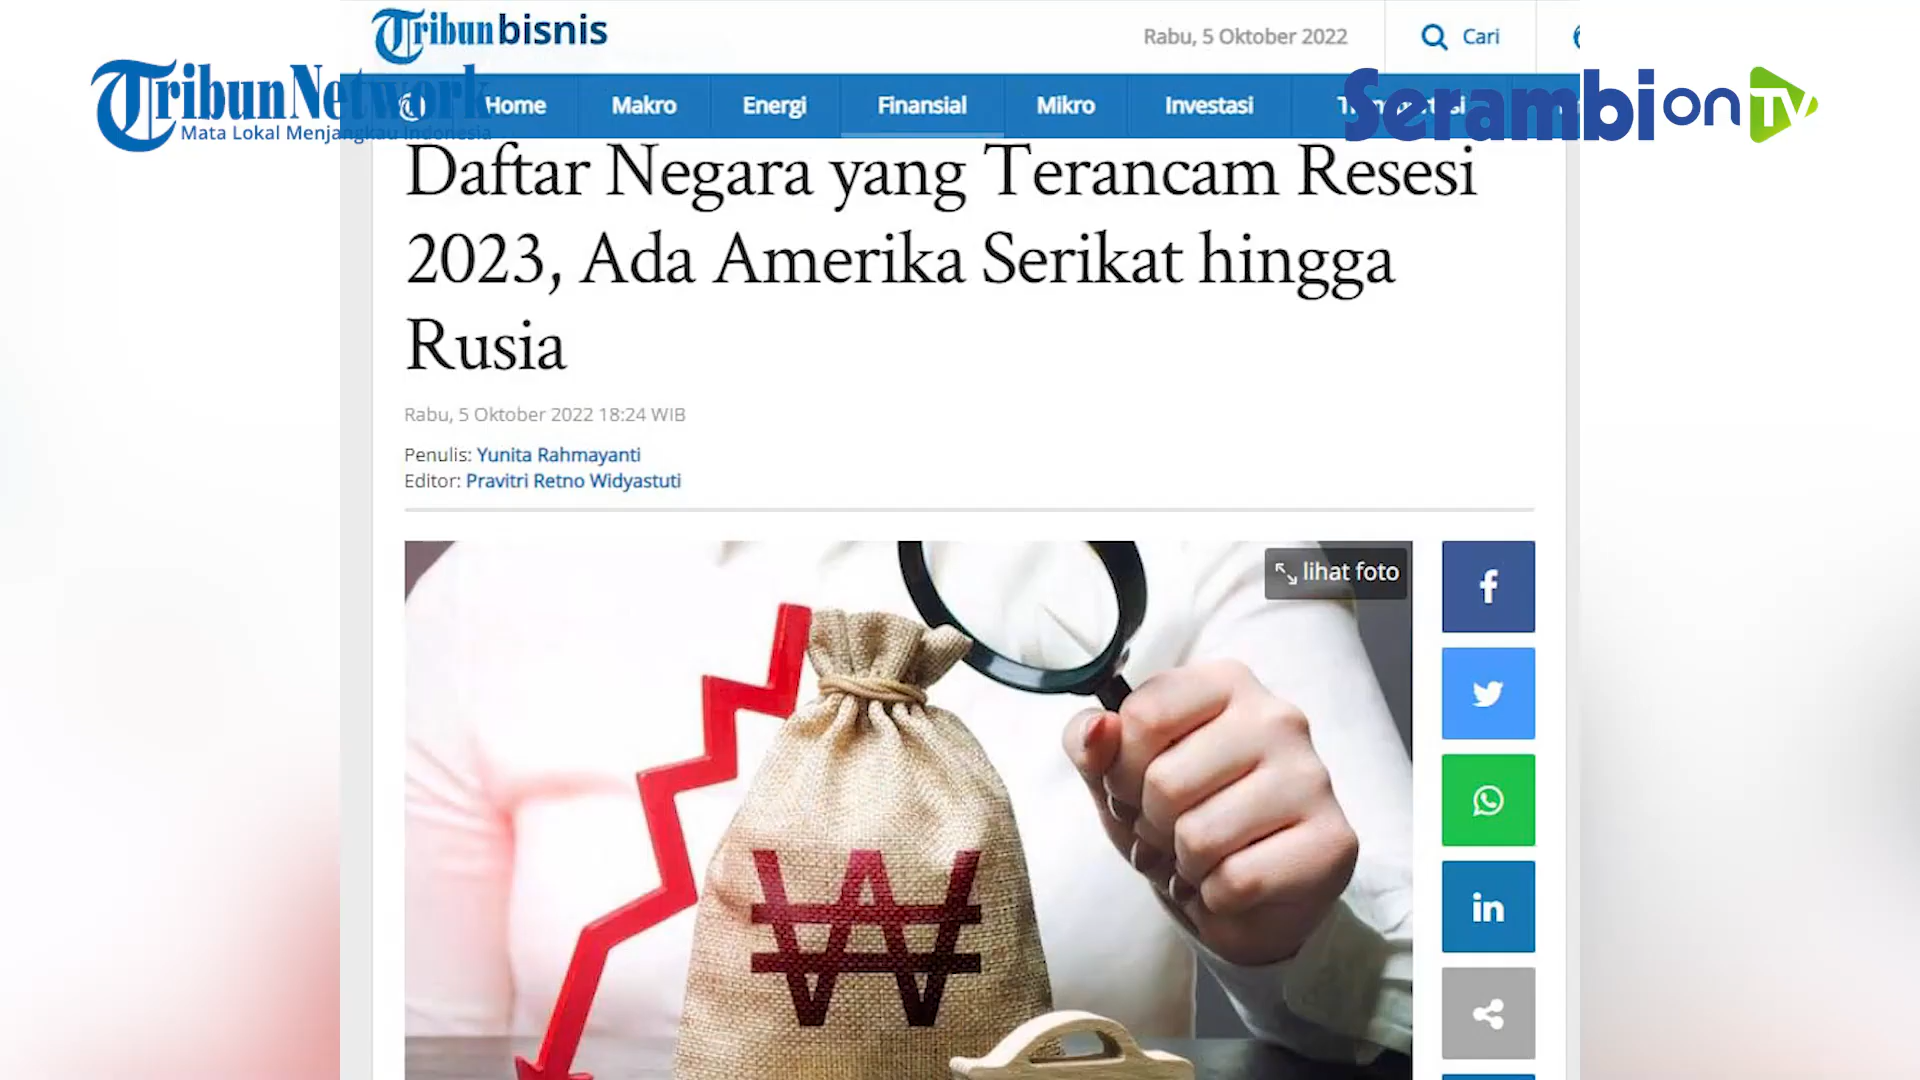 Tribunbisnis
Rabu, 5 Oktober 2022
Cari
TribunNetwork
Mata Lokal Menjangkau Indonesia
SerambionTV
Home
Makro
Energi
Finansial
Mikro
Investasi
Daftar Negara yang Terancam Resesi
2023, Ada Amerika Serikat hingga
Rusia
Rabu, 5 Oktober 2022 18:24 WIB
Penulis: Yunita Rahmayanti
Editor: Pravitri Retno Widyastuti
lihat foto